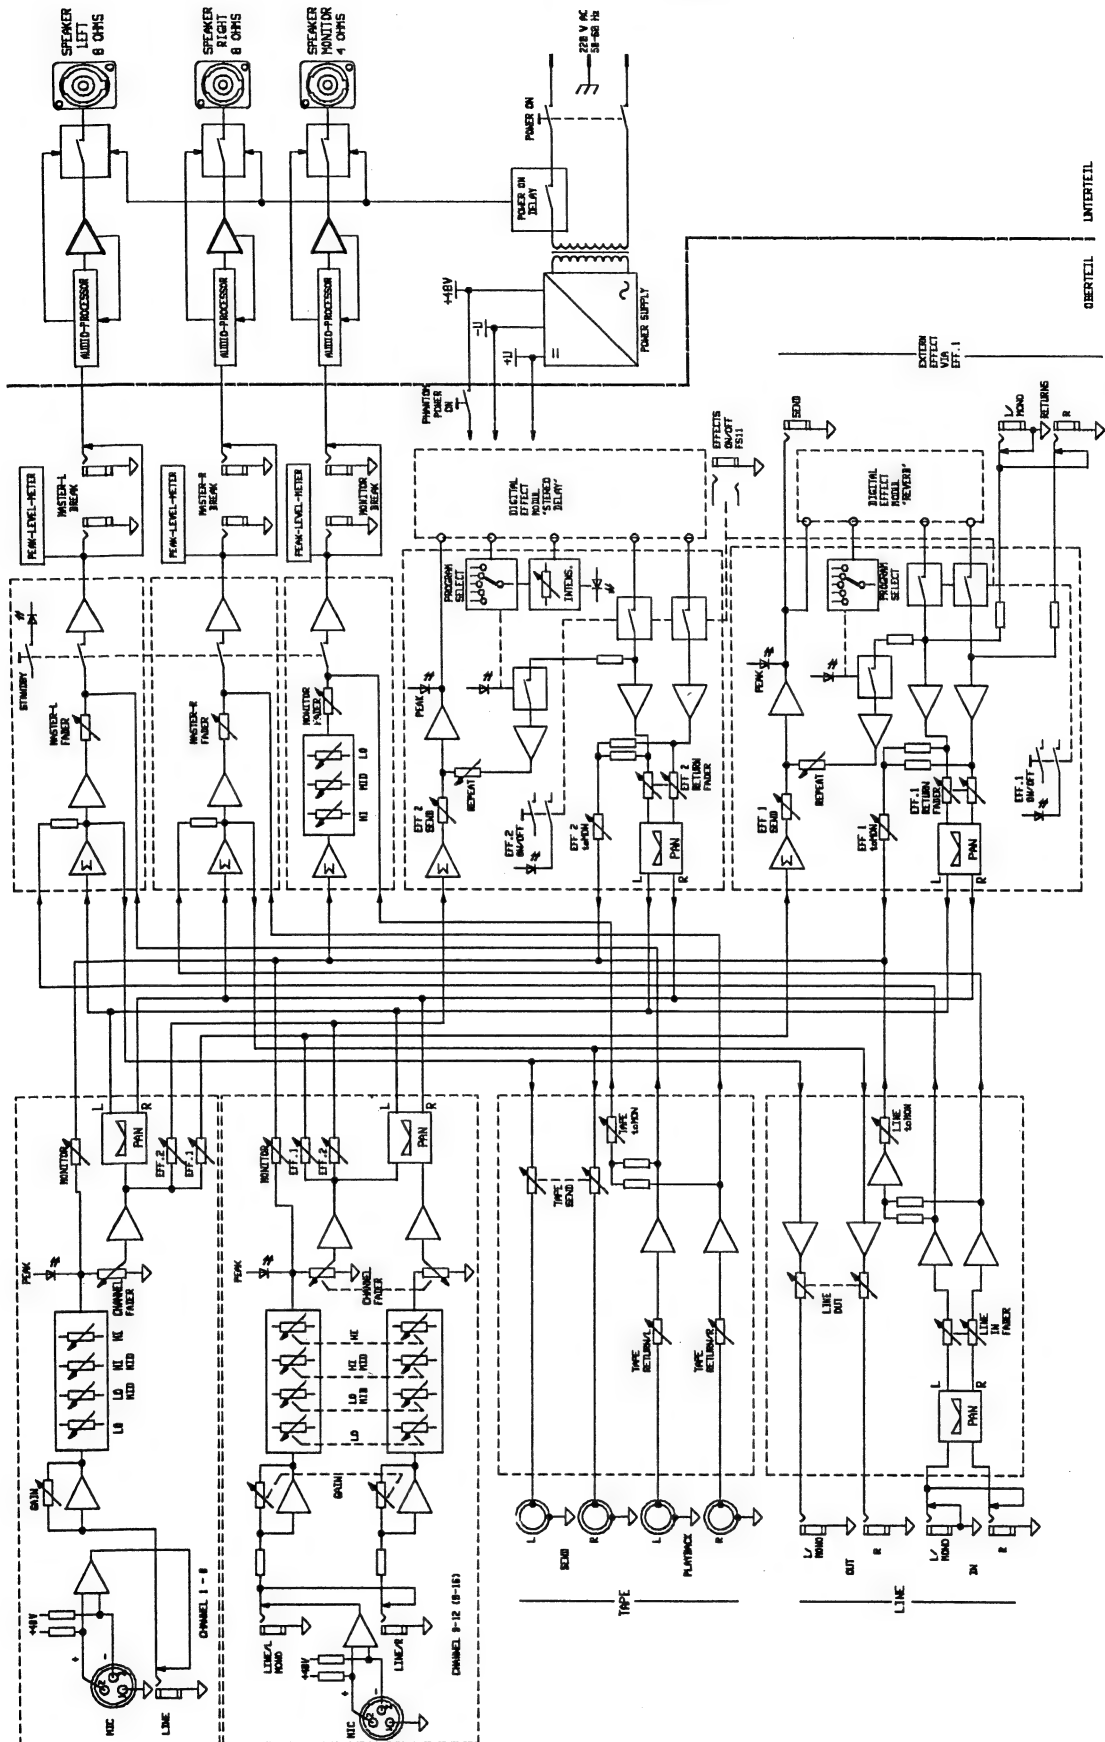 SPEAKER
LEFT
8 OHMS
SPEAKER
RIGHT
8 OHMS
SPEAKER
MONITOR
4 OHMS
AUDIO-PROCESSOR
AUDIO-PROCESSOR
AUDIO-PROCESSOR
POWER ON
DELAY
POWER ON
220 V AC
50-60 Hz
+48V
-U
+U
=
~
POWER SUPPLY
PHANTOM
POWER
ON
OBERTEIL
UNTERTEIL
PEAK-LEVEL-METER
MASTER-L
BREAK
PEAK-LEVEL-METER
MASTER-R
BREAK
PEAK-LEVEL-METER
MONITOR
BREAK
STANDBY
MASTER-L
FADER
Σ
MASTER-R
FADER
Σ
MONITOR
FADER
HI MID LO
Σ
DIGITAL
EFFECT
MODUL
'STEREO
DELAY'
EFFECTS
ON/OFF
FS11
PROGRAM
SELECT
INTENS.
PEAK
REPEAT
EFF 2
SEND
Σ
EFF.2
ON/OFF
EFF 2
toMON
EFF 2
RETURN
FADER
PAN
L
R
EXTERN
EFFECT
VIA
EFF.1
SEND
L/
MONO
RETURNS
R
DIGITAL
EFFECT
MODUL
'REVERB'
PROGRAM
SELECT
PEAK
REPEAT
EFF 1
SEND
Σ
EFF 1
toMON
EFF.1
RETURN
FADER
EFF.1
ON/OFF
PAN
L
R
MONITOR
L
R
PAN
EFF.2
EFF.1
PEAK
CHANNEL
FADER
LO
LO
MID
HI
MID
HI
GAIN
+48V
+
-
MIC
LINE
CHANNEL 1 - 8
MONITOR
EFF.1
EFF.2
L
R
PAN
PEAK
CHANNEL
FADER
HI
HI
MID
LO
MID
LO
GAIN
LINE/L
MONO
+48V
+
-
LINE/R
MIC
CHANNEL 9-12 (9-16)
TAPE
toMON
TAPE
SEND
TAPE
RETURN/L
TAPE
RETURN/R
L
SEND
R
L
PLAYBACK
R
TAPE
LINE
toMON
LINE
OUT
LINE
IN
FADER
L
R
PAN
L/
MONO
OUT
R
L/
MONO
IN
R
LINE